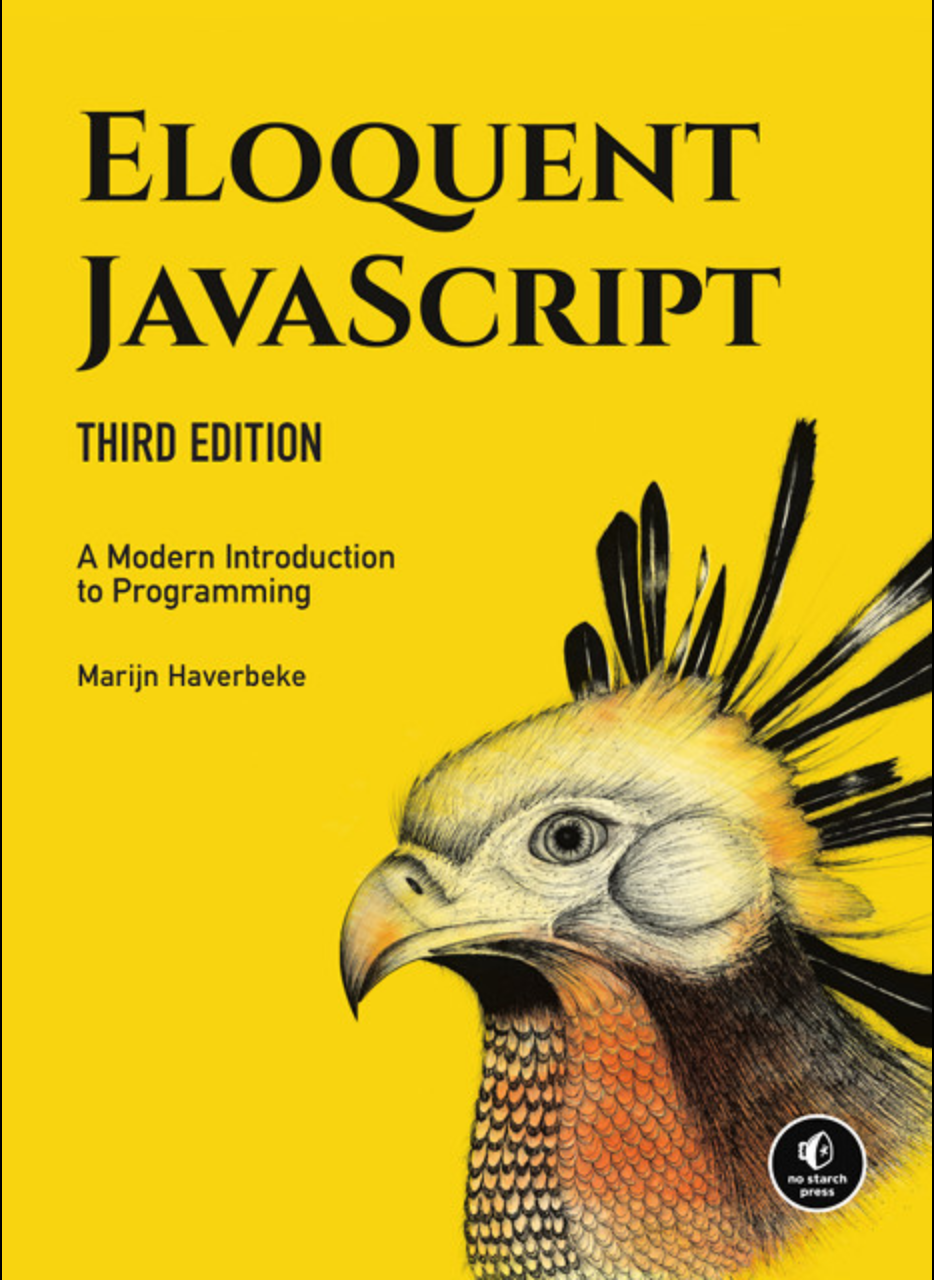 ELOQUENT
JAVASCRIPT
THIRD EDITION
A Modern Introduction
to Programming
Marijn Haverbeke
no starch
press